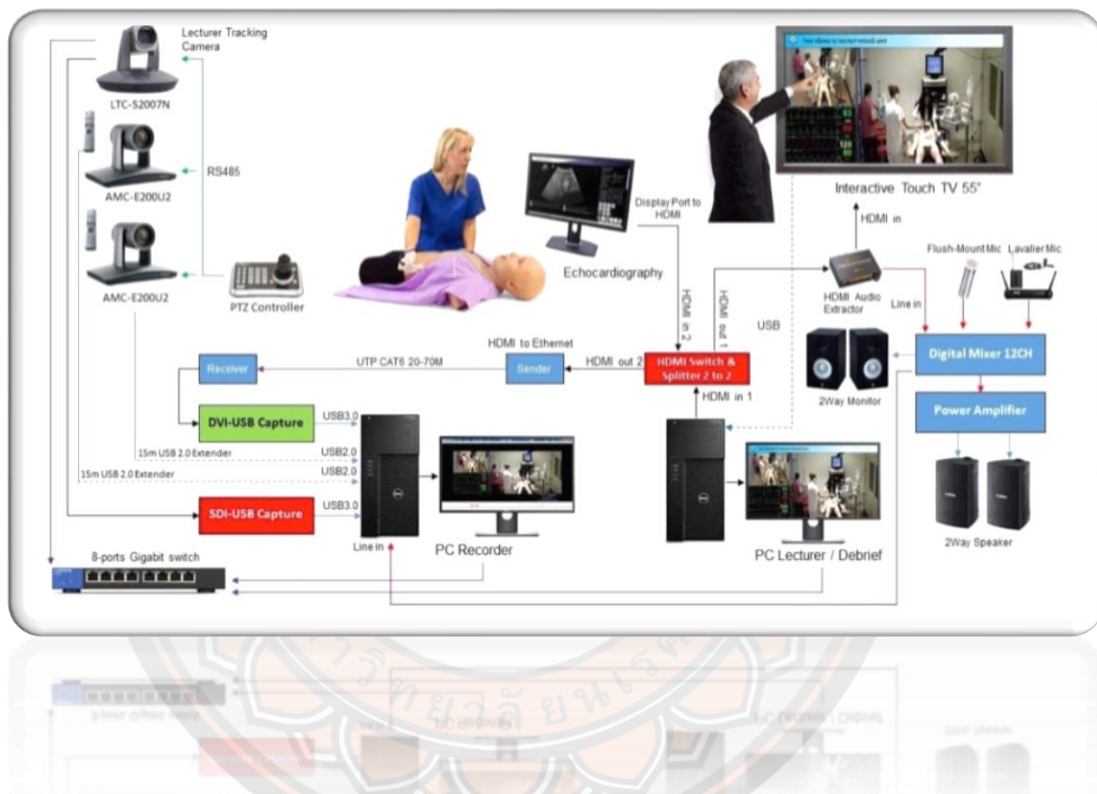 Lecturer Tracking
Camera
LTC-S2007N
AMC-E200U2
RS485
AMC-E200U2
PTZ Controller
Display Port to
HDMI
Echocardiography
Interactive Touch TV 55"
HDMI in
Flush-Mount Mic
Lavalier Mic
HDMI Audio
Extractor
Line in
HDMI in 2
HDMI out 1
USB
HDMI to Ethernet
Receiver
UTP CAT6 20-70M
Sender
HDMI out 2
HDMI Switch &
Splitter 2 to 2
HDMI in 1
2Way Monitor
Digital Mixer 12CH
Power Amplifier
DVI-USB Capture
USB3.0
15m USB 2.0 Extender
USB2.0
15m USB 2.0 Extender
USB2.0
SDI-USB Capture
USB3.0
Line in
PC Recorder
PC Lecturer / Debrief
2Way Speaker
8-ports Gigabit switch